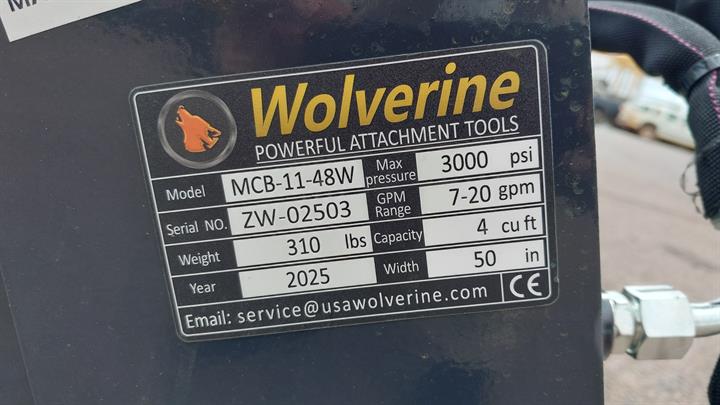 MA
Wolverine
POWERFUL ATTACHMENT TOOLS
Model MCB-11-48W Max pressure 3000 psi
Serial NO. ZW-02503 GPM Range 7-20 gpm
Weight 310 lbs Capacity 4 cu ft
Year 2025 Width 50 in
Email: service@usawolverine.com CE